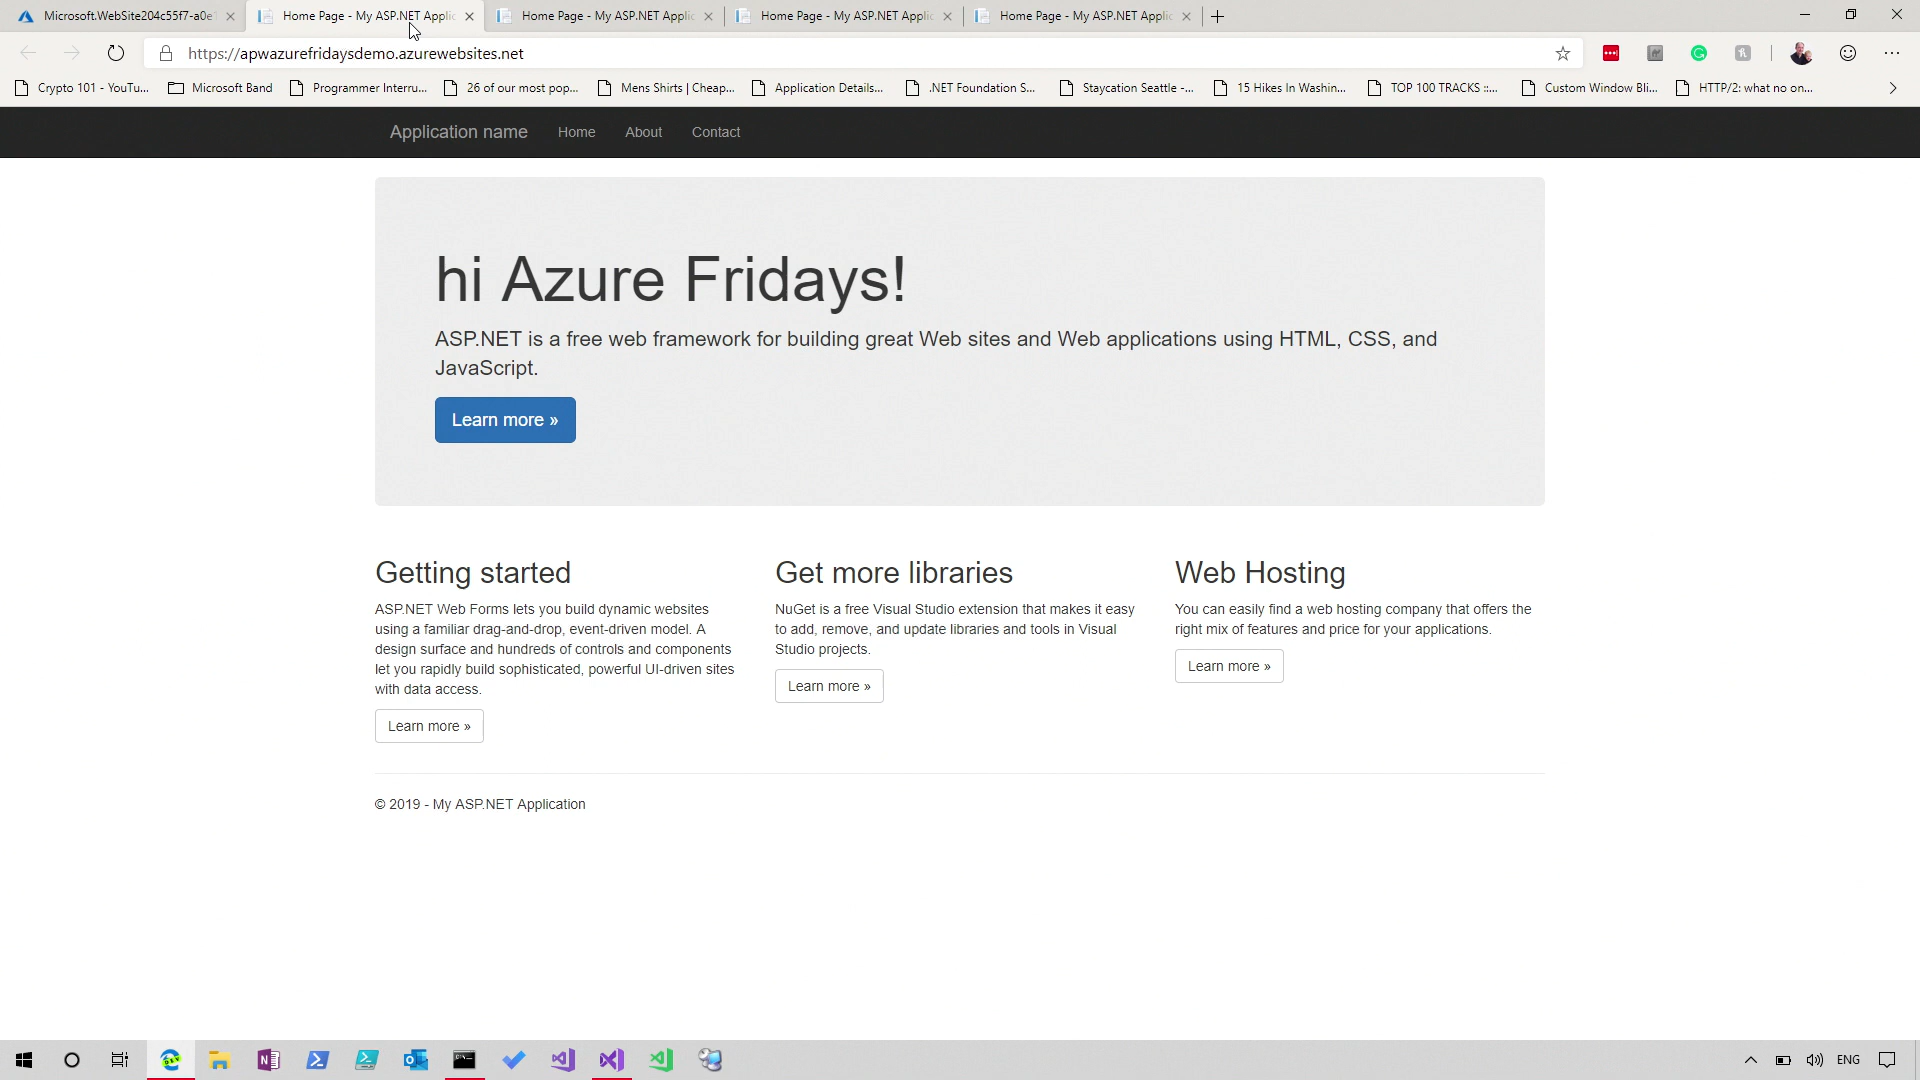 Microsoft.WebSite204c55f7-a0e1
Home Page - My ASP.NET Applic
Home Page - My ASP.NET Applic
Home Page - My ASP.NET Applic
Home Page - My ASP.NET Applic
https://apwazurefridaysdemo.azurewebsites.net
Crypto 101 - YouTu...
Microsoft Band
Programmer Interru...
26 of our most pop...
Mens Shirts | Cheap...
Application Details...
.NET Foundation S...
Staycation Seattle -...
15 Hikes In Washin...
TOP 100 TRACKS ::...
Custom Window Bli...
HTTP/2: what no on...
Application name
Home
About
Contact
hi Azure Fridays!
ASP.NET is a free web framework for building great Web sites and Web applications using HTML, CSS, and
JavaScript.
Learn more »
Getting started
ASP.NET Web Forms lets you build dynamic websites
using a familiar drag-and-drop, event-driven model. A
design surface and hundreds of controls and components
let you rapidly build sophisticated, powerful UI-driven sites
with data access.
Learn more »
Get more libraries
NuGet is a free Visual Studio extension that makes it easy
to add, remove, and update libraries and tools in Visual
Studio projects.
Learn more »
Web Hosting
You can easily find a web hosting company that offers the
right mix of features and price for your applications.
Learn more »
© 2019 - My ASP.NET Application
ENG